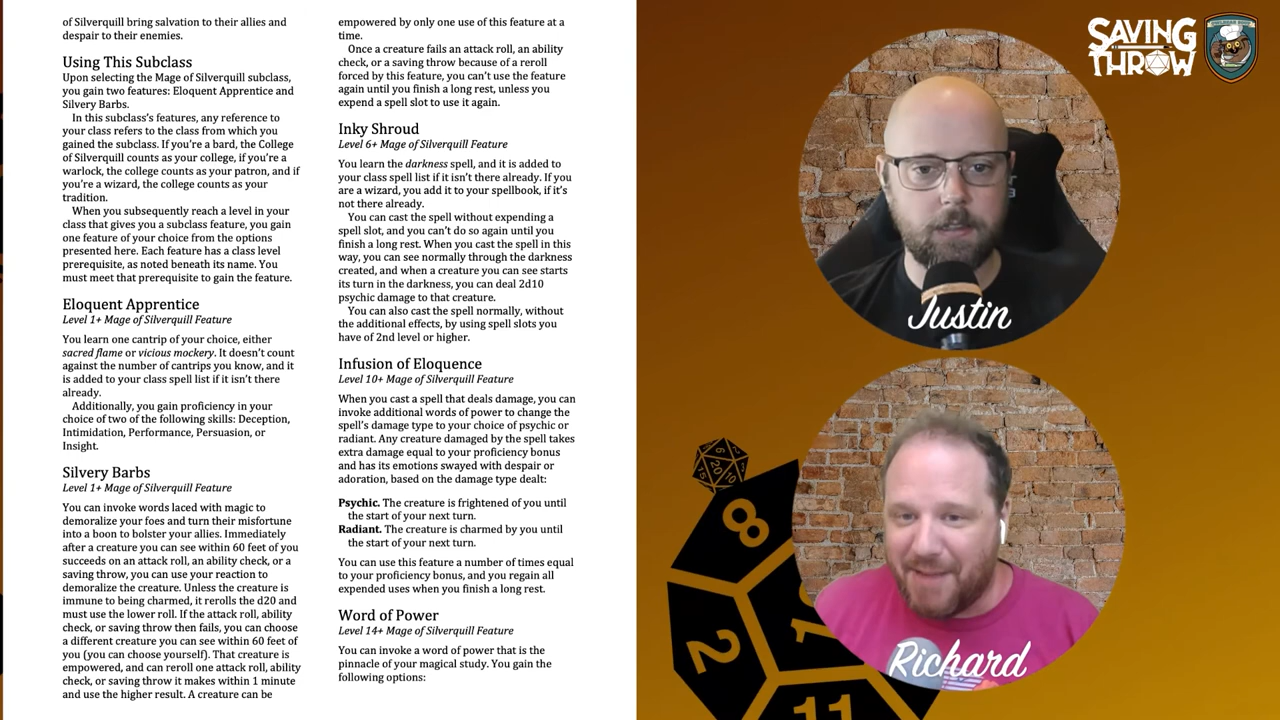 of Silverquill bring salvation to their allies and
despair to their enemies.
Using This Subclass
Upon selecting the Mage of Silverquill subclass,
you gain two features: Eloquent Apprentice and
Silvery Barbs.
In this subclass's features, any reference to
your class refers to the class from which you
gained the subclass. If you're a bard, the College
of Silverquill counts as your college, if you're a
warlock, the college counts as your patron, and if
you're a wizard, the college counts as your
tradition.
When you subsequently reach a level in your
class that gives you a subclass feature, you gain
one feature of your choice from the options
presented here. Each feature has a class level
prerequisite, as noted beneath its name. You
must meet that prerequisite to gain the feature.
Eloquent Apprentice
Level 1+ Mage of Silverquill Feature
You learn one cantrip of your choice, either
sacred flame or vicious mockery. It doesn't count
against the number of cantrips you know, and it
is added to your class spell list if it isn't there
already.
Additionally, you gain proficiency in your
choice of two of the following skills: Deception,
Intimidation, Performance, Persuasion, or
Insight.
Silvery Barbs
Level 1+ Mage of Silverquill Feature
You can invoke words laced with magic to
demoralize your foes and turn their misfortune
into a boon to bolster your allies. Immediately
after a creature you can see within 60 feet of you
succeeds on an attack roll, an ability check, or a
saving throw, you can use your reaction to
demoralize the creature. Unless the creature is
immune to being charmed, it rerolls the d20 and
must use the lower roll. If the attack roll, ability
check, or saving throw then fails, you can choose
a different creature you can see within 60 feet of
you (you can choose yourself). That creature is
empowered, and can reroll one attack roll, ability
check, or saving throw it makes within 1 minute
and use the higher result. A creature can be
empowered by only one use of this feature at a
time.
Once a creature fails an attack roll, an ability
check, or a saving throw because of a reroll
forced by this feature, you can't use the feature
again until you finish a long rest, unless you
expend a spell slot to use it again.
Inky Shroud
Level 6+ Mage of Silverquill Feature
You learn the darkness spell, and it is added to
your class spell list if it isn't there already. If you
are a wizard, you add it to your spellbook, if it's
not there already.
You can cast the spell without expending a
spell slot, and you can't do so again until you
finish a long rest. When you cast the spell in this
way, you can see normally through the darkness
created, and when a creature you can see starts
its turn in the darkness, you can deal 2d10
psychic damage to that creature.
You can also cast the spell normally, without
the additional effects, by using spell slots you
have of 2nd level or higher.
Infusion of Eloquence
Level 10+ Mage of Silverquill Feature
When you cast a spell that deals damage, you can
invoke additional words of power to change the
spell's damage type to your choice of psychic or
radiant. Any creature damaged by the spell takes
extra damage equal to your proficiency bonus
and has its emotions swayed with despair or
adoration, based on the damage type dealt:
Psychic. The creature is frightened of you until
the start of your next turn.
Radiant. The creature is charmed by you until
the start of your next turn.
You can use this feature a number of times equal
to your proficiency bonus, and you regain all
expended uses when you finish a long rest.
Word of Power
Level 14+ Mage of Silverquill Feature
You can invoke a word of power that is the
pinnacle of your magical study. You gain the
following options:
SAVING
THROW
Justin
Richard
20
10
8
2
1
11